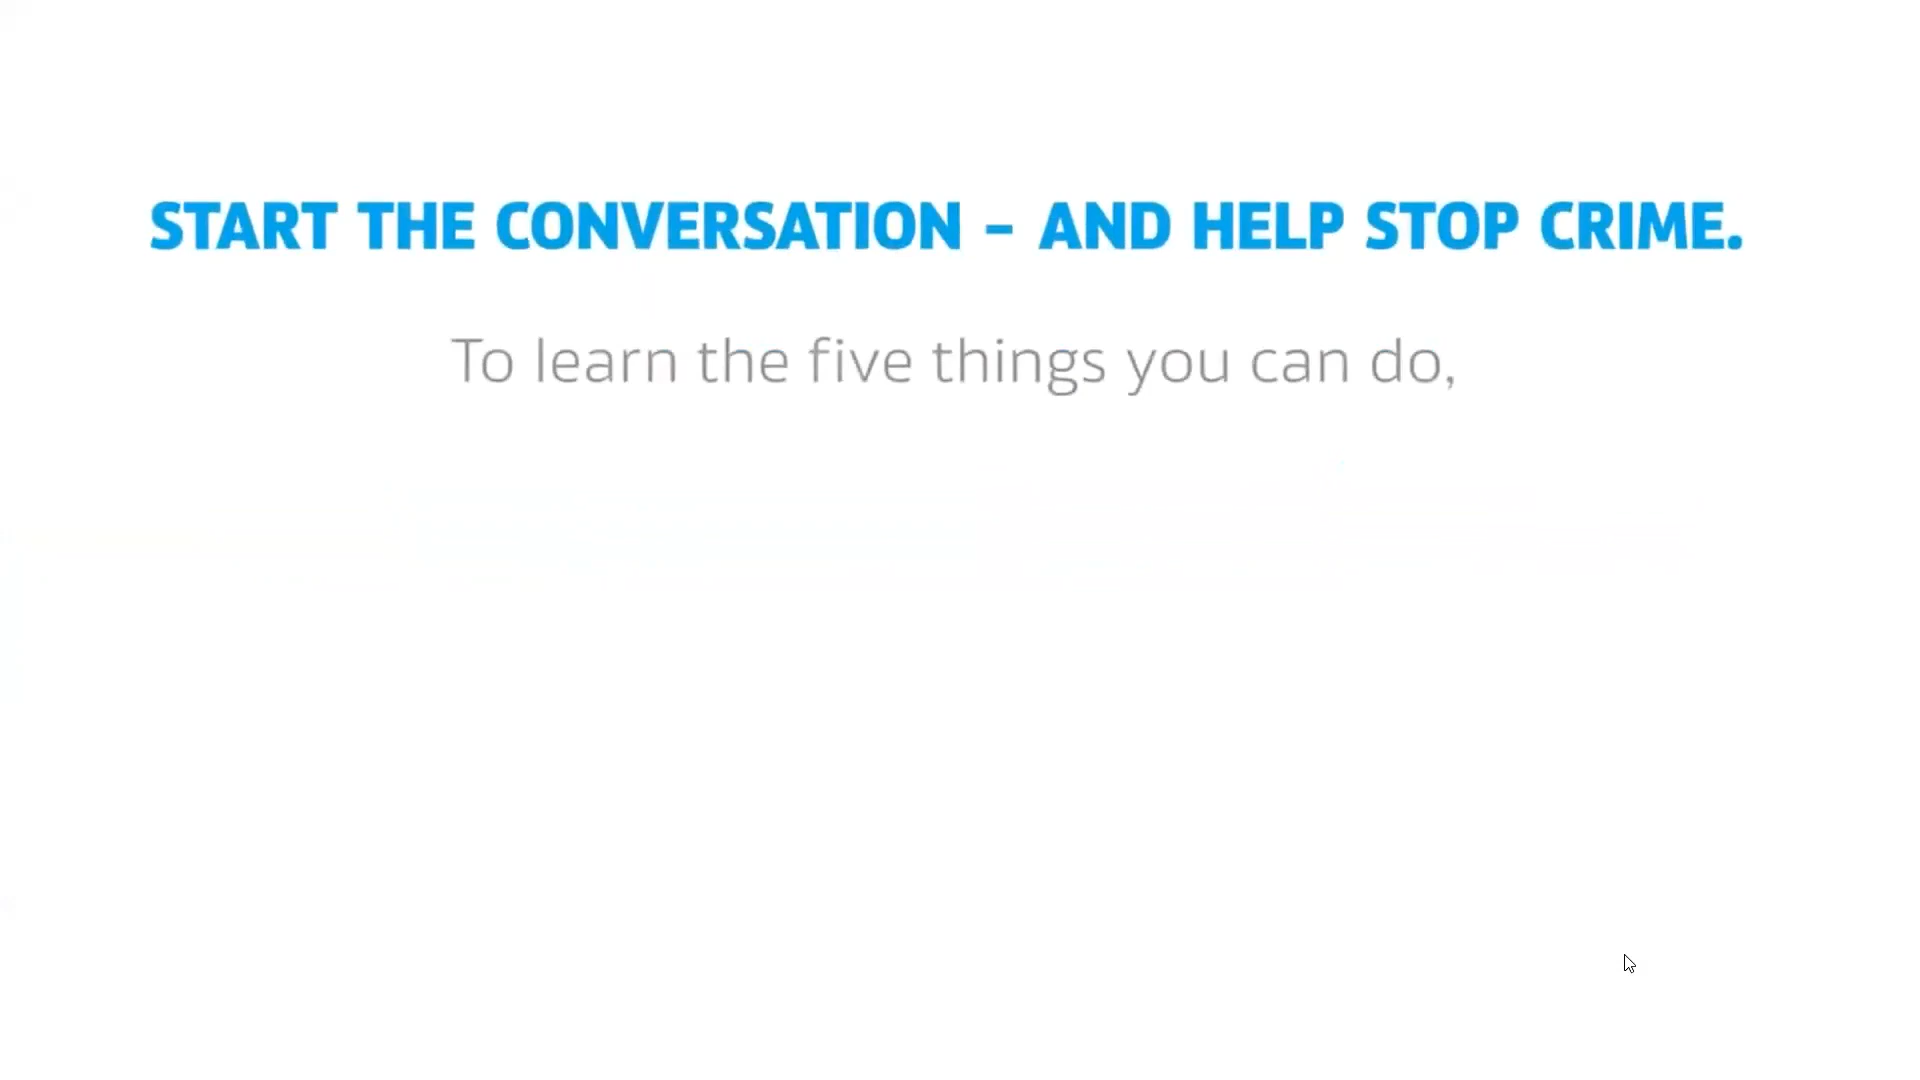 START THE CONVERSATION – AND HELP STOP CRIME.
To learn the five things you can do,